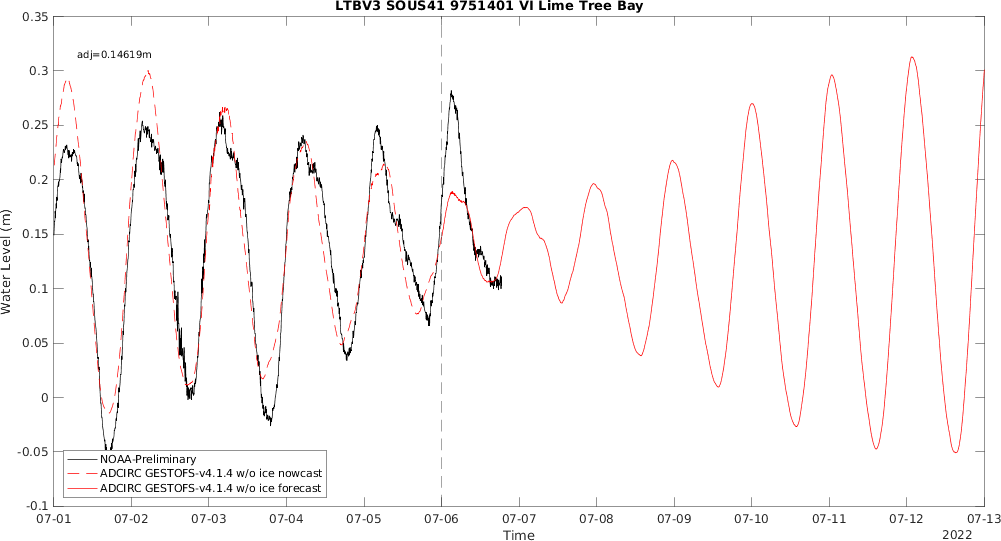 LTBV3 SOUS41 9751401 VI Lime Tree Bay
adj=0.14619m
0.35
0.3
0.25
0.2
0.15
0.1
0.05
0
-0.05
-0.1
Water Level (m)
NOAA-Preliminary
ADCIRC GESTOFS-v4.1.4 w/o ice nowcast
ADCIRC GESTOFS-v4.1.4 w/o ice forecast
07-01 07-02 07-03 07-04 07-05 07-06 07-07 07-08 07-09 07-10 07-11 07-12 07-13
Time
2022